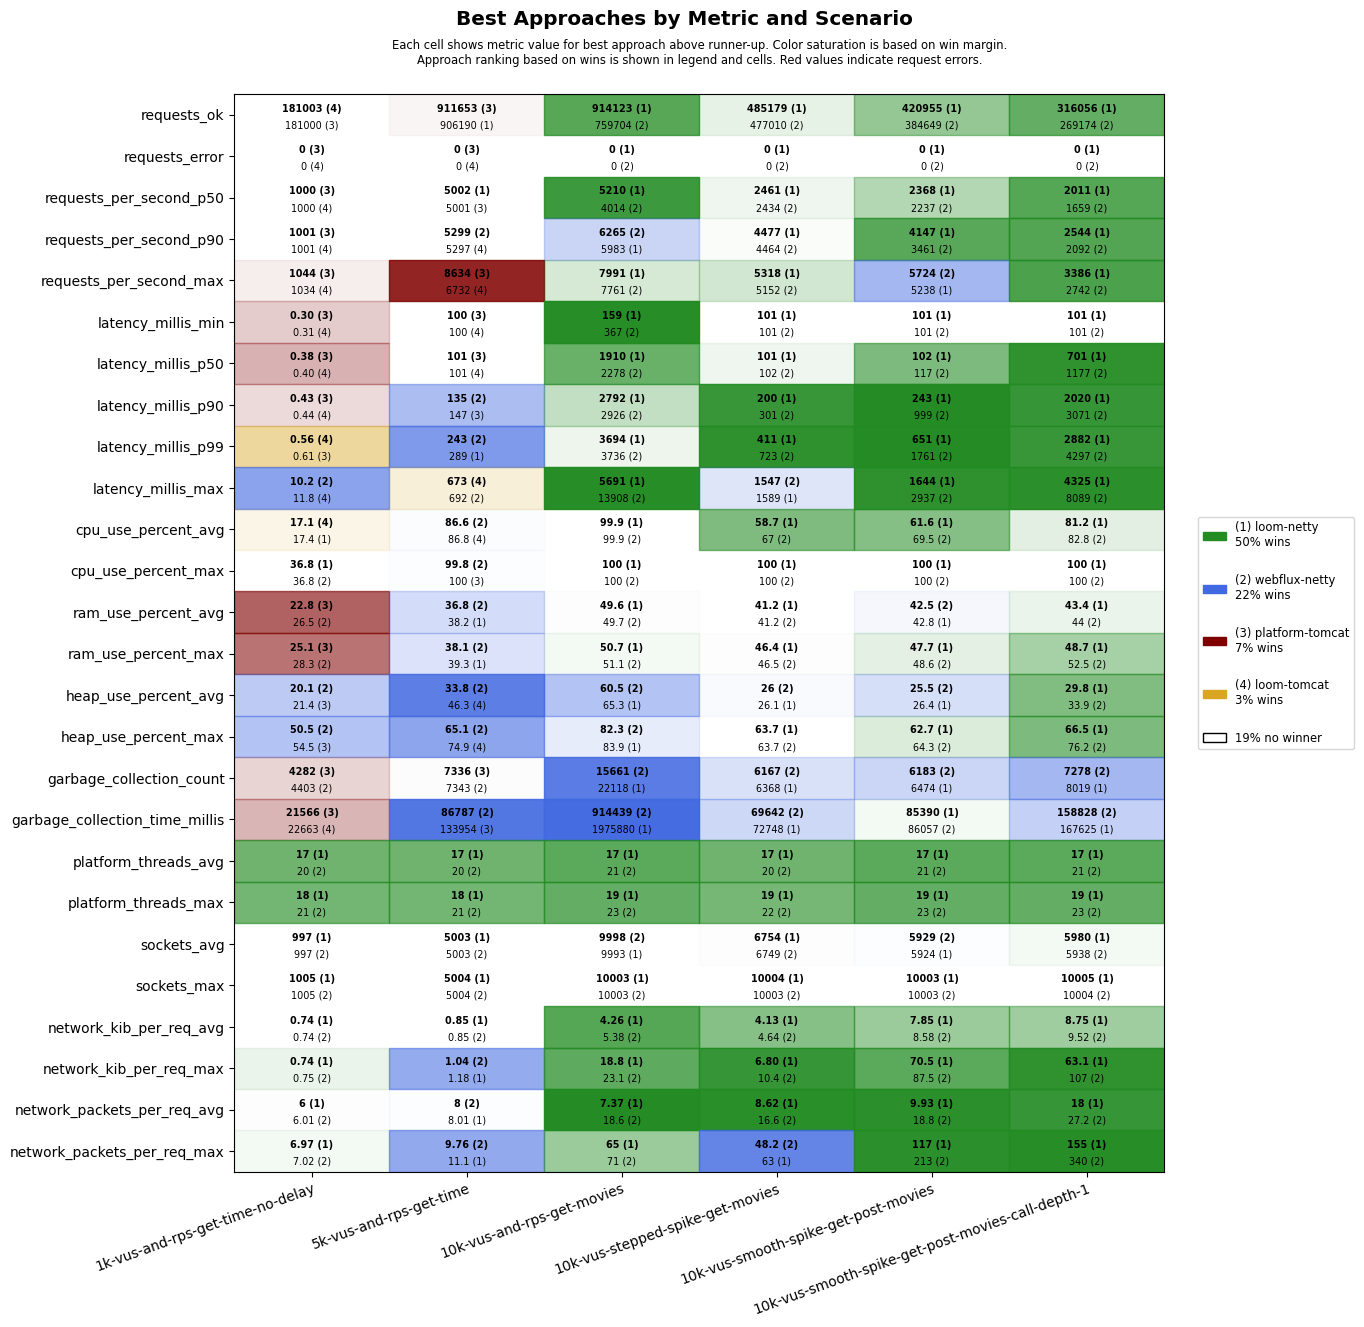 Best Approaches by Metric and Scenario
Each cell shows metric value for best approach above runner-up. Color saturation is based on win margin.
Approach ranking based on wins is shown in legend and cells. Red values indicate request errors.
requests_ok
181003 (4) 911653 (3) 914123 (1) 485179 (1) 420955 (1) 316056 (1)
181000 (3) 906190 (1) 759704 (2) 477010 (2) 384649 (2) 269174 (2)
requests_error
0 (3) 0 (3) 0 (1) 0 (1) 0 (1) 0 (1)
0 (4) 0 (4) 0 (2) 0 (2) 0 (2) 0 (2)
requests_per_second_p50
1000 (3) 5002 (1) 5210 (1) 2461 (1) 2368 (1) 2011 (1)
1000 (4) 5001 (3) 4014 (2) 2434 (2) 2237 (2) 1659 (2)
requests_per_second_p90
1001 (3) 5299 (2) 6265 (2) 4477 (1) 4147 (1) 2544 (1)
1001 (4) 5297 (4) 5983 (1) 4464 (2) 3461 (2) 2092 (2)
requests_per_second_max
1044 (3) 8634 (3) 7991 (1) 5318 (1) 5724 (2) 3386 (1)
1034 (4) 6732 (4) 7761 (2) 5152 (2) 5238 (1) 2742 (2)
latency_millis_min
0.30 (3) 100 (3) 159 (1) 101 (1) 101 (1) 101 (1)
0.31 (4) 100 (4) 367 (2) 101 (2) 101 (2) 101 (2)
latency_millis_p50
0.38 (3) 101 (3) 1910 (1) 101 (1) 102 (1) 701 (1)
0.40 (4) 101 (4) 2278 (2) 102 (2) 117 (2) 1177 (2)
latency_millis_p90
0.43 (3) 135 (2) 2792 (1) 200 (1) 243 (1) 2020 (1)
0.44 (4) 147 (3) 2926 (2) 301 (2) 999 (2) 3071 (2)
latency_millis_p99
0.56 (4) 243 (2) 3694 (1) 411 (1) 651 (1) 2882 (1)
0.61 (3) 289 (1) 3736 (2) 723 (2) 1761 (2) 4297 (2)
latency_millis_max
10.2 (2) 673 (4) 5691 (1) 1547 (2) 1644 (1) 4325 (1)
11.8 (4) 692 (2) 13908 (2) 1589 (1) 2937 (2) 8089 (2)
cpu_use_percent_avg
17.1 (4) 86.6 (2) 99.9 (1) 58.7 (1) 61.6 (1) 81.2 (1)
17.4 (1) 86.8 (4) 99.9 (2) 67 (2) 69.5 (2) 82.8 (2)
cpu_use_percent_max
36.8 (1) 99.8 (2) 100 (1) 100 (1) 100 (1) 100 (1)
36.8 (2) 100 (3) 100 (2) 100 (2) 100 (2) 100 (2)
ram_use_percent_avg
22.8 (3) 36.8 (2) 49.6 (1) 41.2 (1) 42.5 (2) 43.4 (1)
26.5 (2) 38.2 (1) 49.7 (2) 41.2 (2) 42.8 (1) 44 (2)
ram_use_percent_max
25.1 (3) 38.1 (2) 50.7 (1) 46.4 (1) 47.7 (1) 48.7 (1)
28.3 (2) 39.3 (1) 51.1 (2) 46.5 (2) 48.6 (2) 52.5 (2)
heap_use_percent_avg
20.1 (2) 33.8 (2) 60.5 (2) 26 (2) 25.5 (2) 29.8 (1)
21.4 (3) 46.3 (4) 65.3 (1) 26.1 (1) 26.4 (1) 33.9 (2)
heap_use_percent_max
50.5 (2) 65.1 (2) 82.3 (2) 63.7 (1) 62.7 (1) 66.5 (1)
54.5 (3) 74.9 (4) 83.9 (1) 63.7 (2) 64.3 (2) 76.2 (2)
garbage_collection_count
4282 (3) 7336 (3) 15661 (2) 6167 (2) 6183 (2) 7278 (2)
4403 (2) 7343 (2) 22118 (1) 6368 (1) 6474 (1) 8019 (1)
garbage_collection_time_millis
21566 (3) 86787 (2) 914439 (2) 69642 (2) 85390 (1) 158828 (2)
22663 (4) 133954 (3) 1975880 (1) 72748 (1) 86057 (2) 167625 (1)
platform_threads_avg
17 (1) 17 (1) 17 (1) 17 (1) 17 (1) 17 (1)
20 (2) 20 (2) 21 (2) 20 (2) 21 (2) 21 (2)
platform_threads_max
18 (1) 18 (1) 19 (1) 19 (1) 19 (1) 19 (1)
21 (2) 21 (2) 23 (2) 22 (2) 23 (2) 23 (2)
sockets_avg
997 (1) 5003 (1) 9998 (2) 6754 (1) 5929 (2) 5980 (1)
997 (2) 5003 (2) 9993 (1) 6749 (2) 5924 (1) 5938 (2)
sockets_max
1005 (1) 5004 (1) 10003 (1) 10004 (1) 10003 (1) 10005 (1)
1005 (2) 5004 (2) 10003 (2) 10003 (2) 10003 (2) 10004 (2)
network_kib_per_req_avg
0.74 (1) 0.85 (1) 4.26 (1) 4.13 (1) 7.85 (1) 8.75 (1)
0.74 (2) 0.85 (2) 5.38 (2) 4.64 (2) 8.58 (2) 9.52 (2)
network_kib_per_req_max
0.74 (1) 1.04 (2) 18.8 (1) 6.80 (1) 70.5 (1) 63.1 (1)
0.75 (2) 1.18 (1) 23.1 (2) 10.4 (2) 87.5 (2) 107 (2)
network_packets_per_req_avg
6 (1) 8 (2) 7.37 (1) 8.62 (1) 9.93 (1) 18 (1)
6.01 (2) 8.01 (1) 18.6 (2) 16.6 (2) 18.8 (2) 27.2 (2)
network_packets_per_req_max
6.97 (1) 9.76 (2) 65 (1) 48.2 (2) 117 (1) 155 (1)
7.02 (2) 11.1 (1) 71 (2) 63 (1) 213 (2) 340 (2)
1k-vus-and-rps-get-time-no-delay
5k-vus-and-rps-get-time
10k-vus-and-rps-get-movies
10k-vus-stepped-spike-get-movies
10k-vus-smooth-spike-get-post-movies
10k-vus-smooth-spike-get-post-movies-call-depth-1
(1) loom-netty
50% wins
(2) webflux-netty
22% wins
(3) platform-tomcat
7% wins
(4) loom-tomcat
3% wins
19% no winner